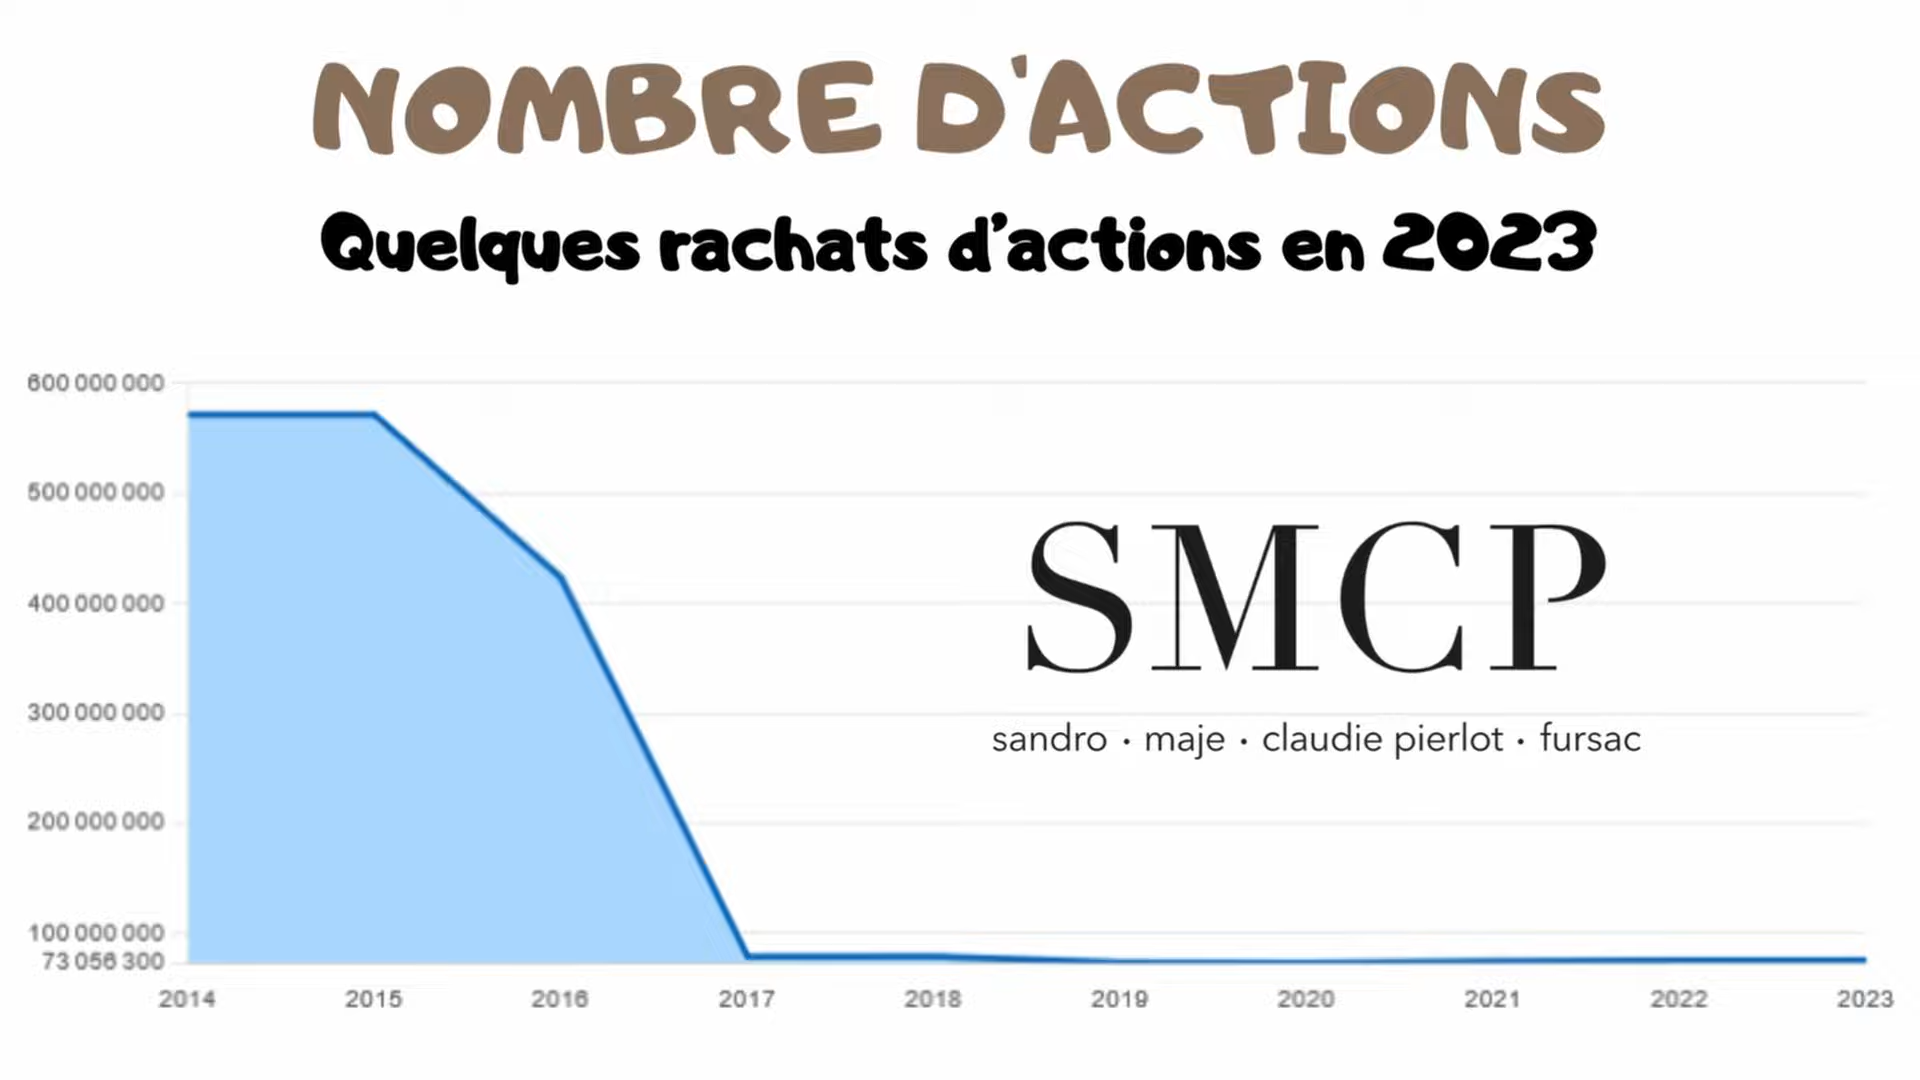 NOMBRE D'ACTIONS
Quelques rachats d'actions en 2023
600 000 000
500 000 000
400 000 000
300 000 000
200 000 000
100 000 000
73 056 300
SMCP
sandro • maje • claudie pierlot • fursac
2014 2015 2016 2017 2018 2019 2020 2021 2022 2023